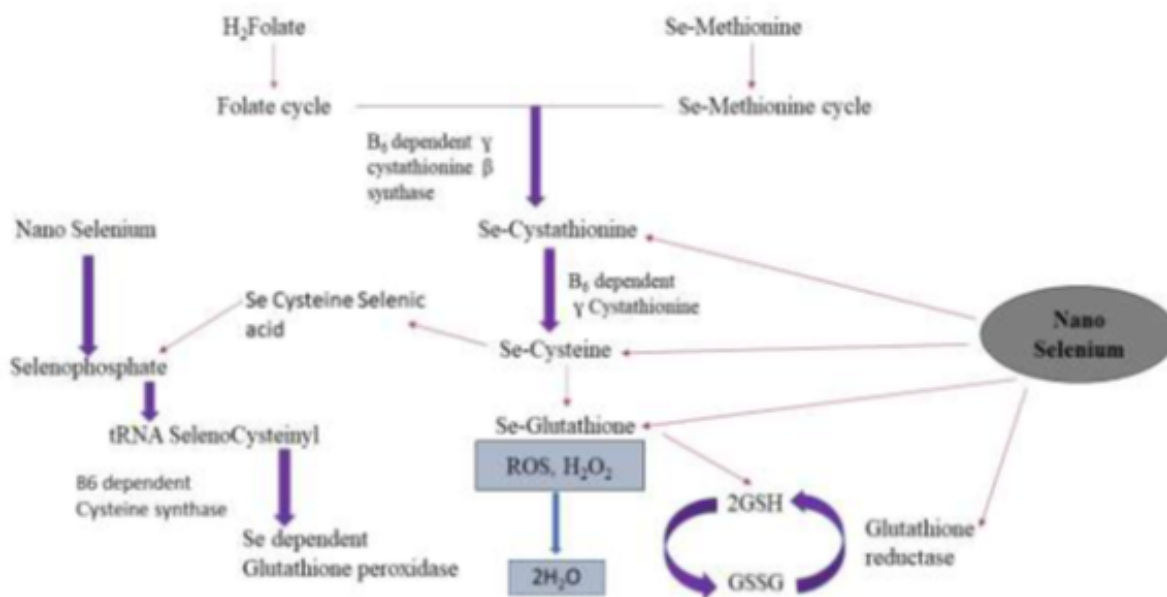 H₂Folate
Se-Methionine
Folate cycle
Se-Methionine cycle
B₆ dependent γ
cystathionine β
synthase
Nano Selenium
Se-Cystathionine
B₆ dependent
γ Cystathionine
Se Cysteine Selenic
acid
Nano
Selenium
Se-Cysteine
Selenophosphate
tRNA SelenoCysteinyl
Se-Glutathione
ROS, H₂O₂
B6 dependent
Cysteine synthase
2GSH
Glutathione
reductase
Se dependent
Glutathione peroxidase
2H₂O
GSSG